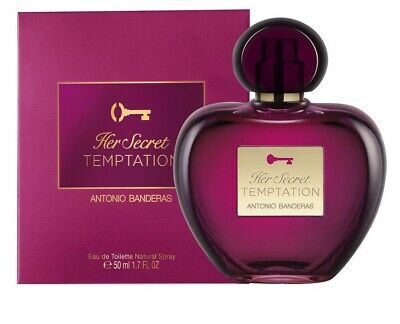 Her Secret
TEMPTATION
ANTONIO BANDERAS
Eau de Toilette Natural Spray
℮ 50 ml 1.7 FL OZ
Her Secret
TEMPTATION
ANTONIO BANDERAS